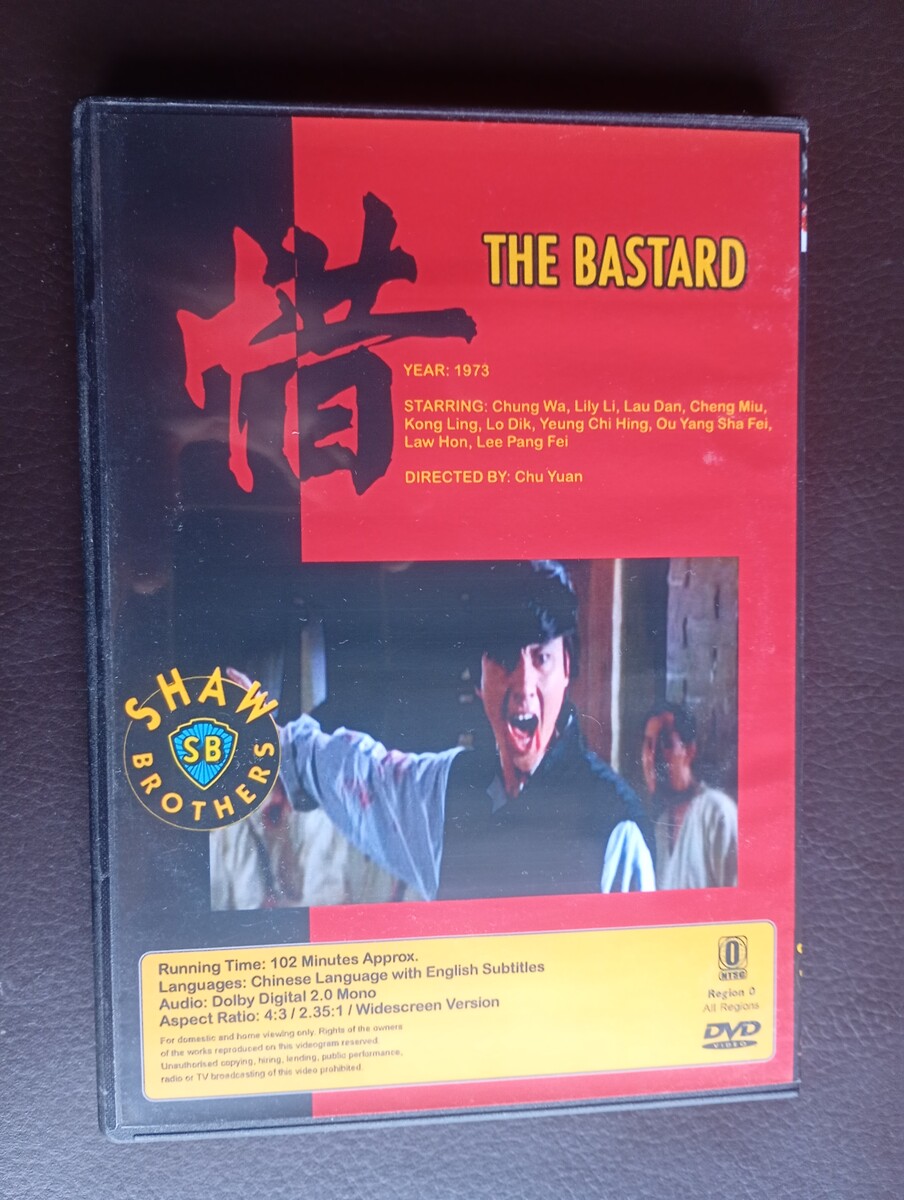 惜
THE BASTARD
YEAR: 1973
STARRING: Chung Wa, Lily Li, Lau Dan, Cheng Miu,
Kong Ling, Lo Dik, Yeung Chi Hing, Ou Yang Sha Fei,
Law Hon, Lee Pang Fei
DIRECTED BY: Chu Yuan
SHAW
SB
BROTHERS
Running Time: 102 Minutes Approx.
Languages: Chinese Language with English Subtitles
Audio: Dolby Digital 2.0 Mono
Aspect Ratio: 4:3 / 2.35:1 / Widescreen Version
For domestic and home viewing only. Rights of the owners
of the works reproduced on this videogram reserved.
Unauthorised copying, hiring, lending, public performance,
radio or TV broadcasting of this video prohibited.
0
NTSC
Region 0
All Regions
DVD
VIDEO